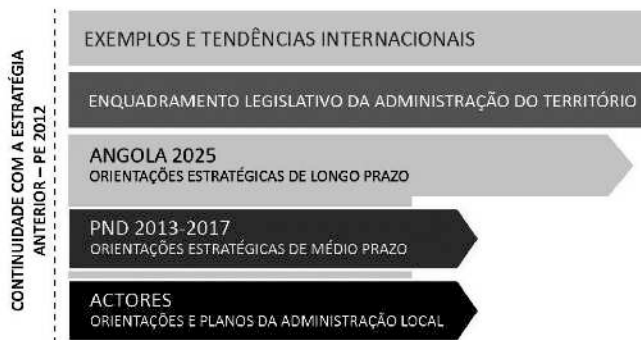 CONTINUIDADE COM A ESTRATÉGIA
ANTERIOR – PE 2012
EXEMPLOS E TENDÊNCIAS INTERNACIONAIS
ENQUADRAMENTO LEGISLATIVO DA ADMINISTRAÇÃO DO TERRITÓRIO
ANGOLA 2025
ORIENTAÇÕES ESTRATÉGICAS DE LONGO PRAZO
PND 2013-2017
ORIENTAÇÕES ESTRATÉGICAS DE MÉDIO PRAZO
ACTORES
ORIENTAÇÕES E PLANOS DA ADMINISTRAÇÃO LOCAL